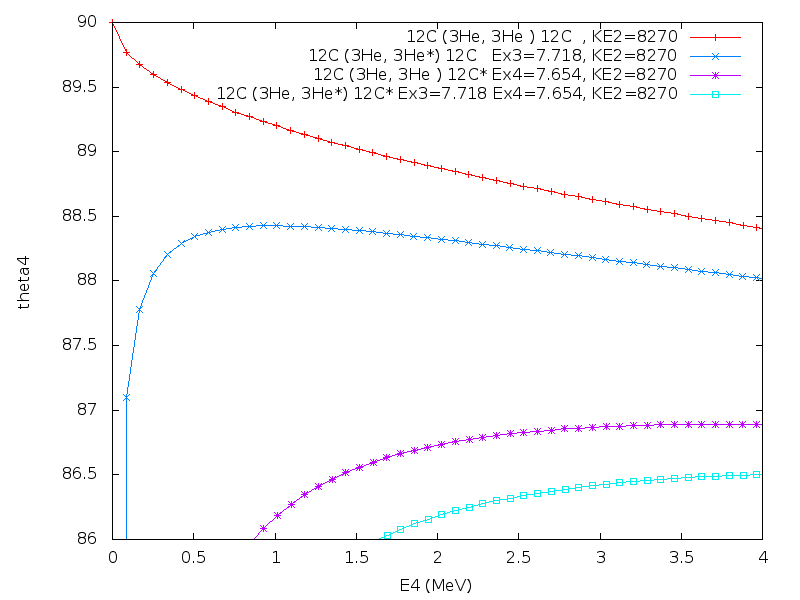 90
89.5
89
88.5
88
87.5
87
86.5
86
0 0.5 1 1.5 2 2.5 3 3.5 4
theta4
E4 (MeV)
12C (3He, 3He ) 12C  , KE2=8270
12C (3He, 3He*) 12C   Ex3=7.718, KE2=8270
12C (3He, 3He ) 12C* Ex4=7.654, KE2=8270
12C (3He, 3He*) 12C* Ex3=7.718 Ex4=7.654, KE2=8270